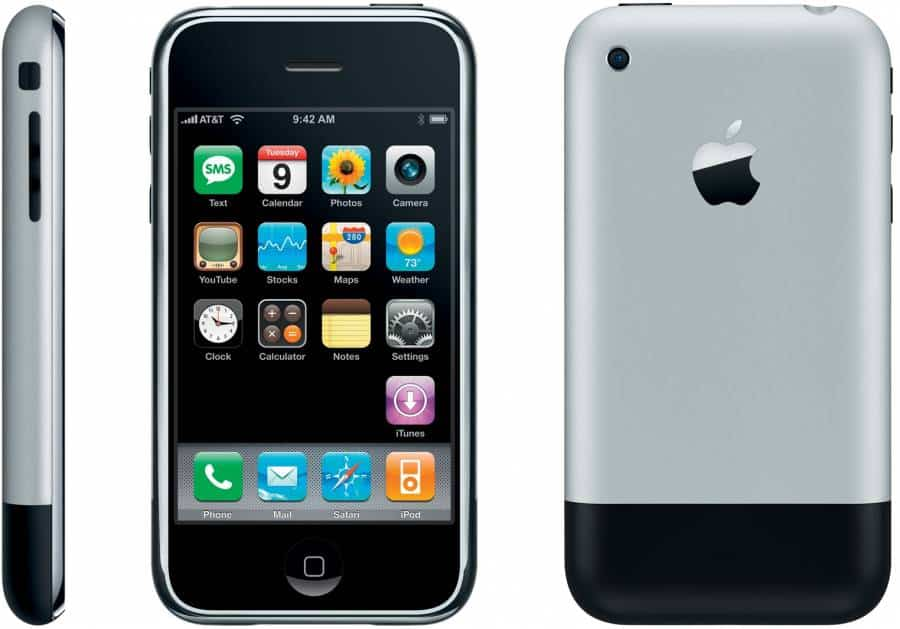 AT&T 9:42 AM
SMS Tuesday 9
Text Calendar Photos Camera
280 73°
YouTube Stocks Maps Weather
Clock Calculator Notes Settings
iTunes
Phone Mail Safari iPod